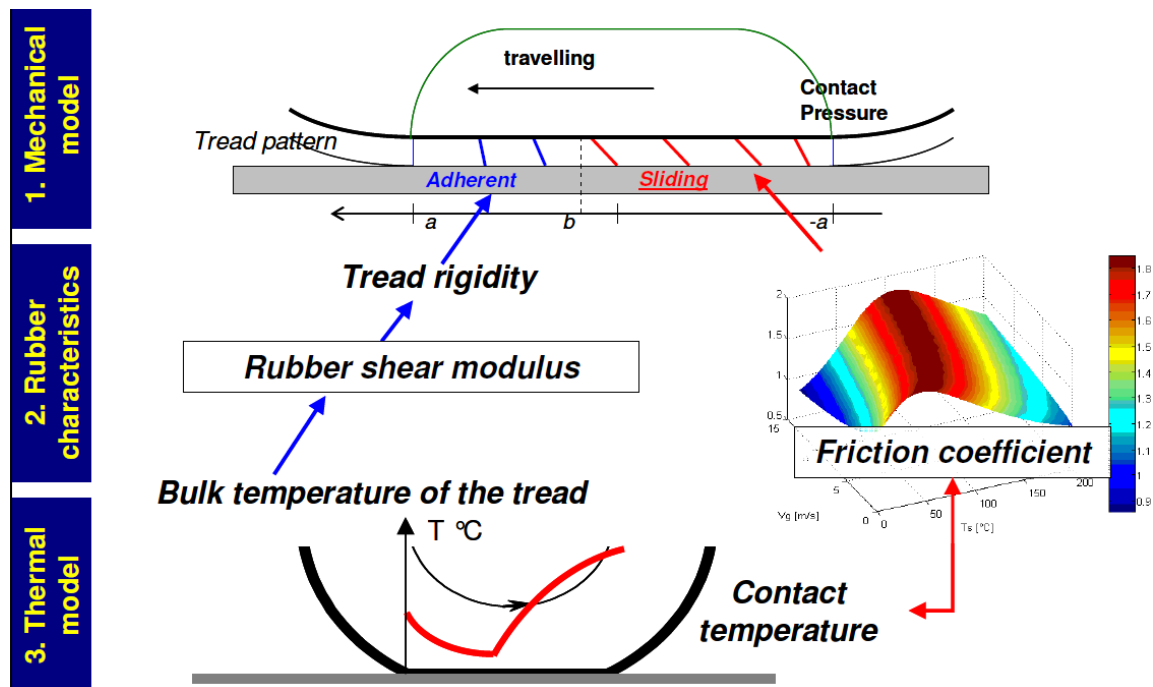 1. Mechanical
model
travelling
Contact
Pressure
Tread pattern
Adherent
Sliding
a
b
-a
2. Rubber
characteristics
Tread rigidity
Rubber shear modulus
Bulk temperature of the tread
2
1.5
1
0.5
15
5
0
0
50
100
150
200
Vg [m/s]
Ts [°C]
1.8
1.7
1.6
1.5
1.4
1.3
1.2
1.1
1
0.9
Friction coefficient
3. Thermal
model
T °C
Contact
temperature